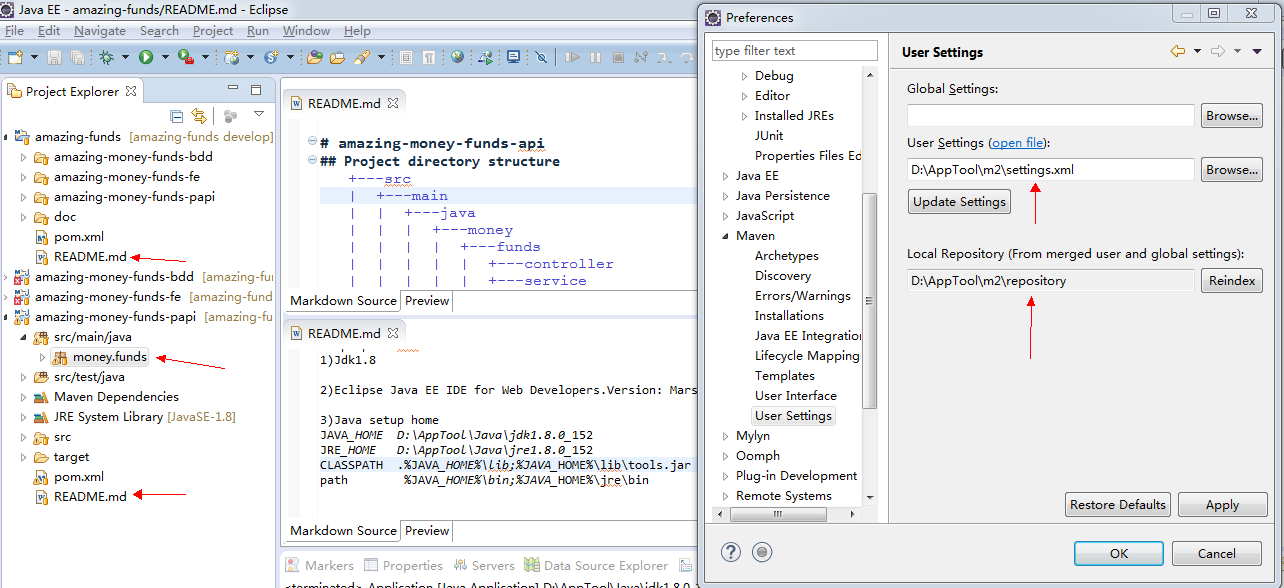 Java EE - amazing-funds/README.md - Eclipse
File Edit Navigate Search Project Run Window Help
Project Explorer
amazing-funds [amazing-funds develop]
amazing-money-funds-bdd
amazing-money-funds-fe
amazing-money-funds-papi
doc
pom.xml
README.md
amazing-money-funds-bdd [amazing-fu
amazing-money-funds-fe [amazing-fund
amazing-money-funds-papi [amazing-f
src/main/java
money.funds
src/test/java
Maven Dependencies
JRE System Library [JavaSE-1.8]
src
target
pom.xml
README.md
README.md
# amazing-money-funds-api
## Project directory structure
+---src
| +---main
| | +---java
| | | +---money
| | | | +---funds
| | | | | +---controller
| | | | | +---service
Markdown Source Preview
README.md
1)Jdk1.8
2)Eclipse Java EE IDE for Web Developers.Version: Mars
3)Java setup home
JAVA_HOME D:\AppTool\Java\jdk1.8.0_152
JRE_HOME D:\AppTool\Java\jre1.8.0_152
CLASSPATH .%JAVA_HOME%\lib;%JAVA_HOME%\lib\tools.jar
path %JAVA_HOME%\bin;%JAVA_HOME%\jre\bin
Markdown Source Preview
Markers Properties Servers Data Source Explorer
<terminated> Application [Java Application] D:\AppTool\Java\jdk1.8.0
Preferences
type filter text
Debug
Editor
Installed JREs
JUnit
Properties Files Ed
Java EE
Java Persistence
JavaScript
Maven
Archetypes
Discovery
Errors/Warnings
Installations
Java EE Integration
Lifecycle Mapping
Templates
User Interface
User Settings
Mylyn
Oomph
Plug-in Development
Remote Systems
User Settings
Global Settings:
Browse...
User Settings (open file):
D:\AppTool\m2\settings.xml Browse...
Update Settings
Local Repository (From merged user and global settings):
D:\AppTool\m2\repository Reindex
Restore Defaults Apply
OK Cancel